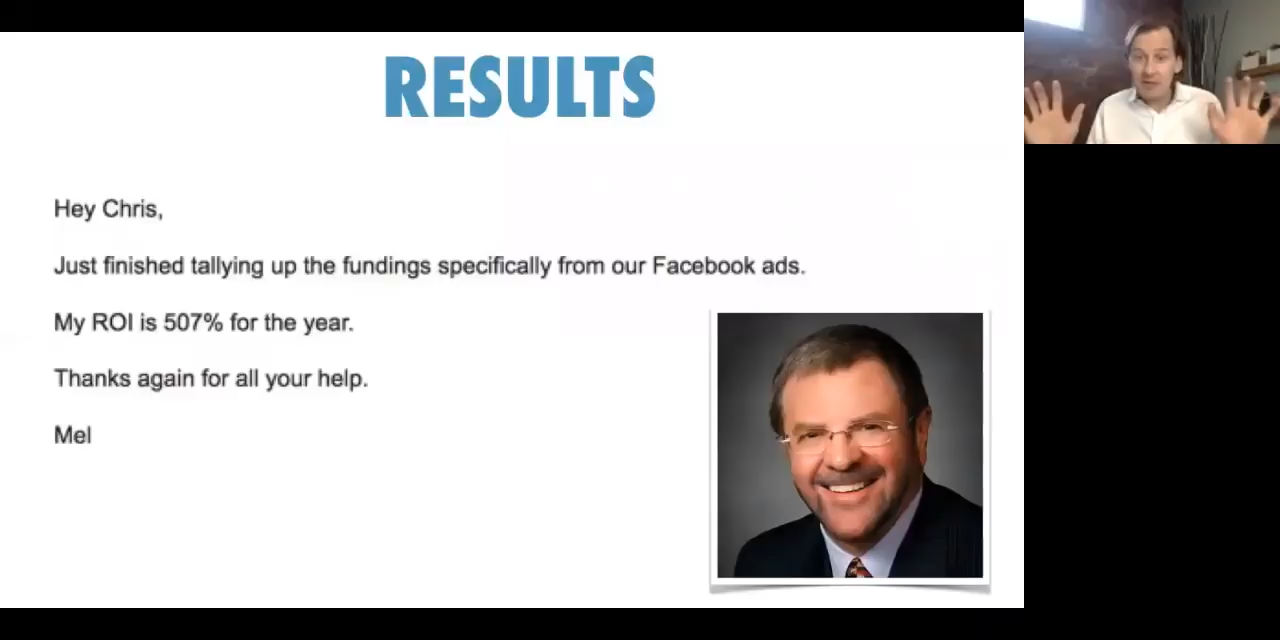 RESULTS
Hey Chris,
Just finished tallying up the fundings specifically from our Facebook ads.
My ROI is 507% for the year.
Thanks again for all your help.
Mel